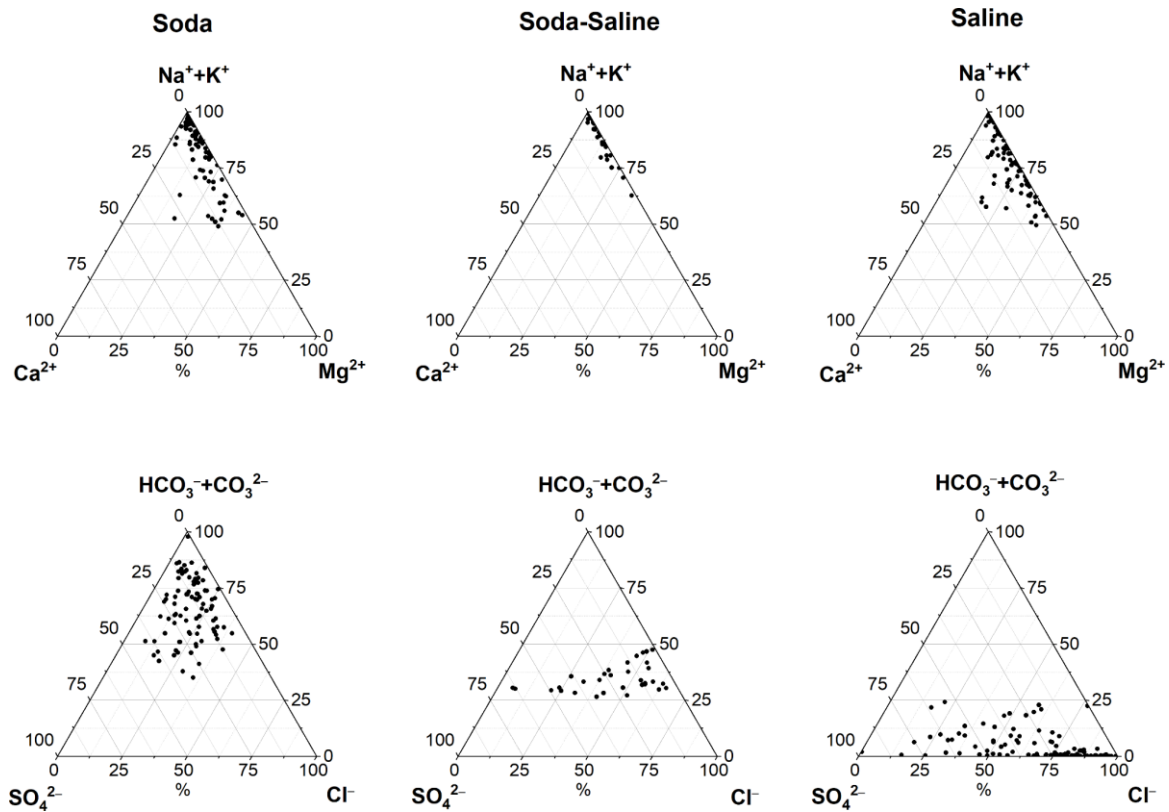 Soda Soda-Saline Saline
Na⁺+K⁺ Na⁺+K⁺ Na⁺+K⁺
0 0 0
100 100 100
25 75 25 75 25 75
50 50 50 50 50 50
75 25 75 25 75 25
100 0 100 0 100 0
0 25 50 75 100 0 25 50 75 100 0 25 50 75 100
Ca²⁺ % Mg²⁺ Ca²⁺ % Mg²⁺ Ca²⁺ % Mg²⁺
HCO₃⁻+CO₃²⁻ HCO₃⁻+CO₃²⁻ HCO₃⁻+CO₃²⁻
0 0 0
100 100 100
25 75 25 75 25 75
50 50 50 50 50 50
75 25 75 25 75 25
100 0 100 0 100 0
0 25 50 75 100 0 25 50 75 100 0 25 50 75 100
SO₄²⁻ % Cl⁻ SO₄²⁻ % Cl⁻ SO₄²⁻ % Cl⁻